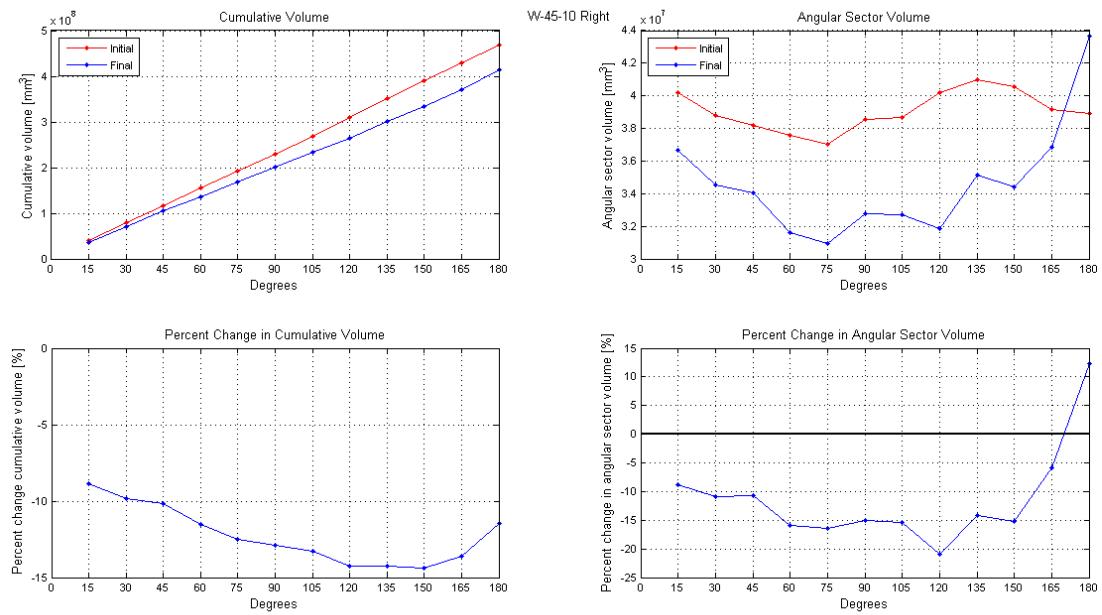 W-45-10 Right
Cumulative Volume
× 10^8
5
4
3
2
1
0
Cumulative volume [mm³]
Initial
Final
0 15 30 45 60 75 90 105 120 135 150 165 180
Degrees
Angular Sector Volume
× 10^7
4.4
4.2
4
3.8
3.6
3.4
3.2
3
Angular sector volume [mm³]
Initial
Final
0 15 30 45 60 75 90 105 120 135 150 165 180
Degrees
Percent Change in Cumulative Volume
0
-5
-10
-15
Percent change cumulative volume [%]
0 15 30 45 60 75 90 105 120 135 150 165 180
Degrees
Percent Change in Angular Sector Volume
15
10
5
0
-5
-10
-15
-20
-25
Percent change in angular sector volume [%]
0 15 30 45 60 75 90 105 120 135 150 165 180
Degrees